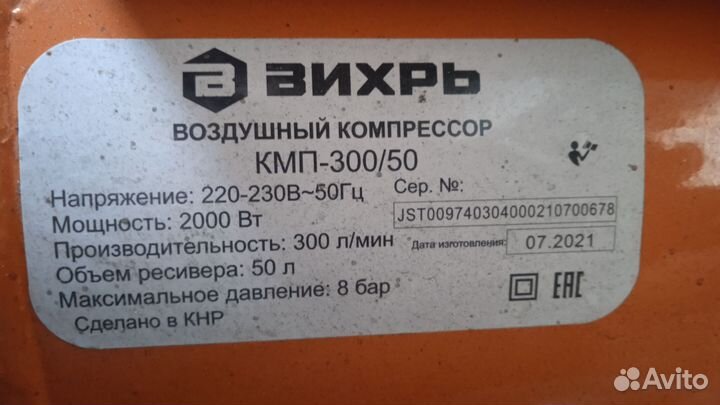 ВИХРЬ
ВОЗДУШНЫЙ КОМПРЕССОР
КМП-300/50
Напряжение: 220-230В~50Гц
Сер. №:
Мощность: 2000 Вт
JST009740304000210700678
Производительность: 300 л/мин
Дата изготовления: 07.2021
Объем ресивера: 50 л
Максимальное давление: 8 бар
EAC
Сделано в КНР
Avito